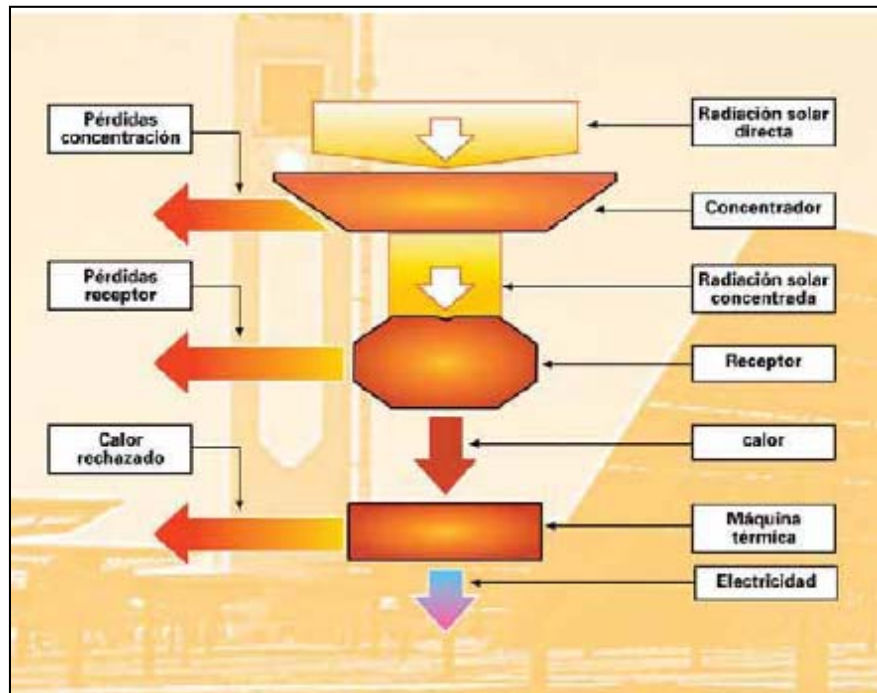 Pérdidas
concentración
Radiación solar
directa
Concentrador
Pérdidas
receptor
Radiación solar
concentrada
Receptor
Calor
rechazado
calor
Máquina
térmica
Electricidad